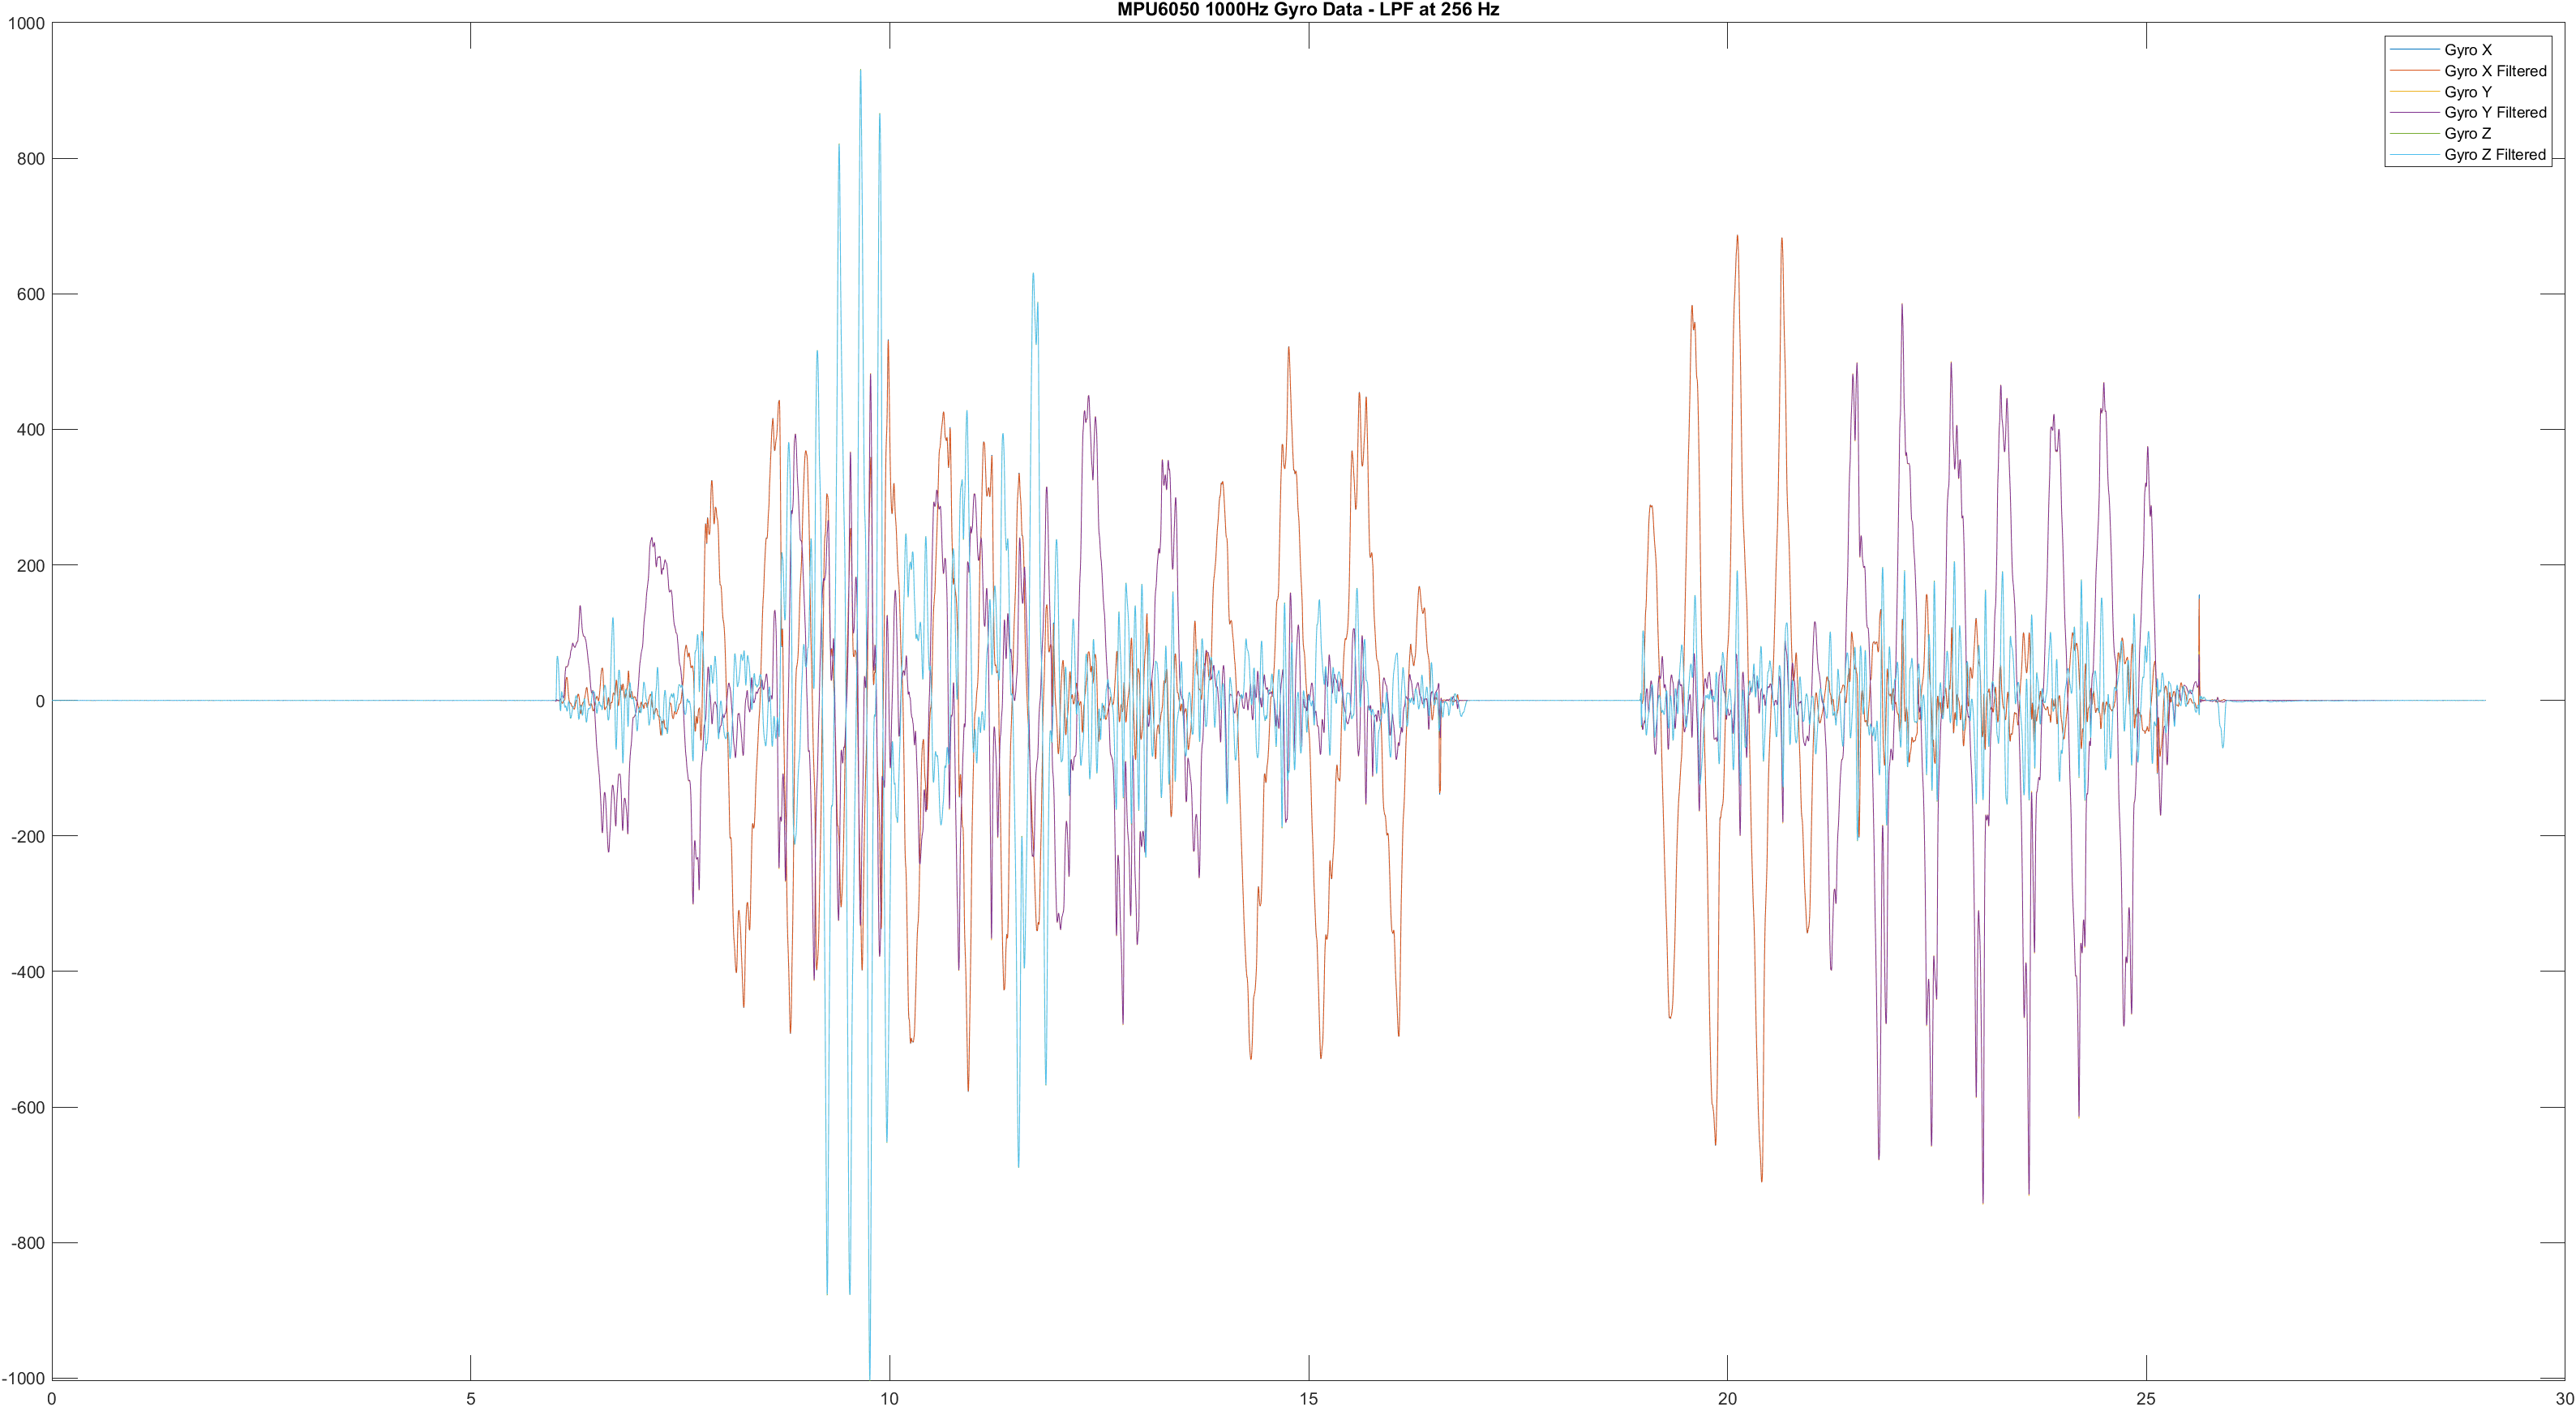 MPU6050 1000Hz Gyro Data - LPF at 256 Hz
1000
800
600
400
200
0
-200
-400
-600
-800
-1000
0 5 10 15 20 25 30
Gyro X
Gyro X Filtered
Gyro Y
Gyro Y Filtered
Gyro Z
Gyro Z Filtered